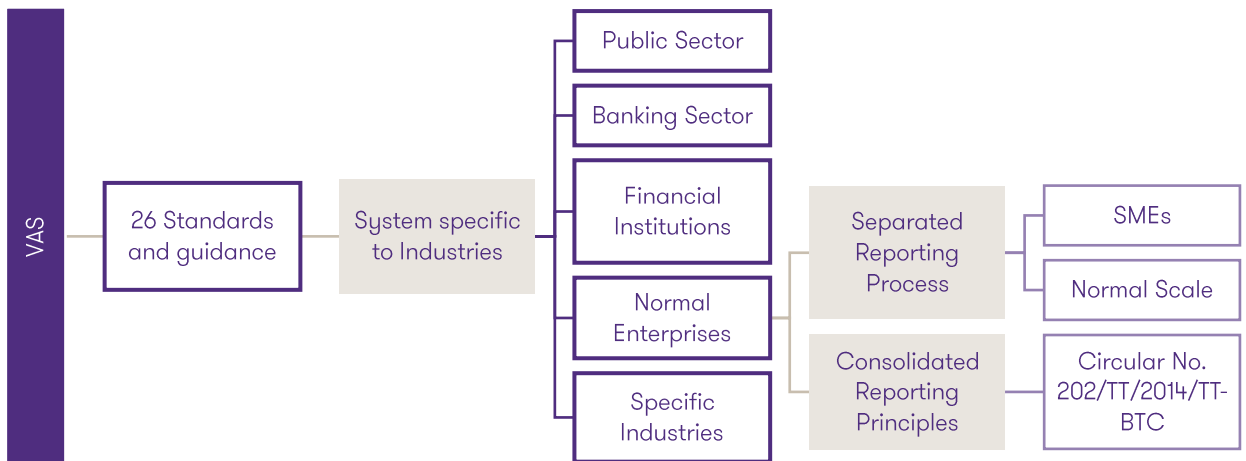 VAS
26 Standards
and guidance
System specific
to Industries
Public Sector
Banking Sector
Financial
Institutions
Normal
Enterprises
Specific
Industries
Separated
Reporting
Process
Consolidated
Reporting
Principles
SMEs
Normal Scale
Circular No.
202/TT/2014/TT-
BTC